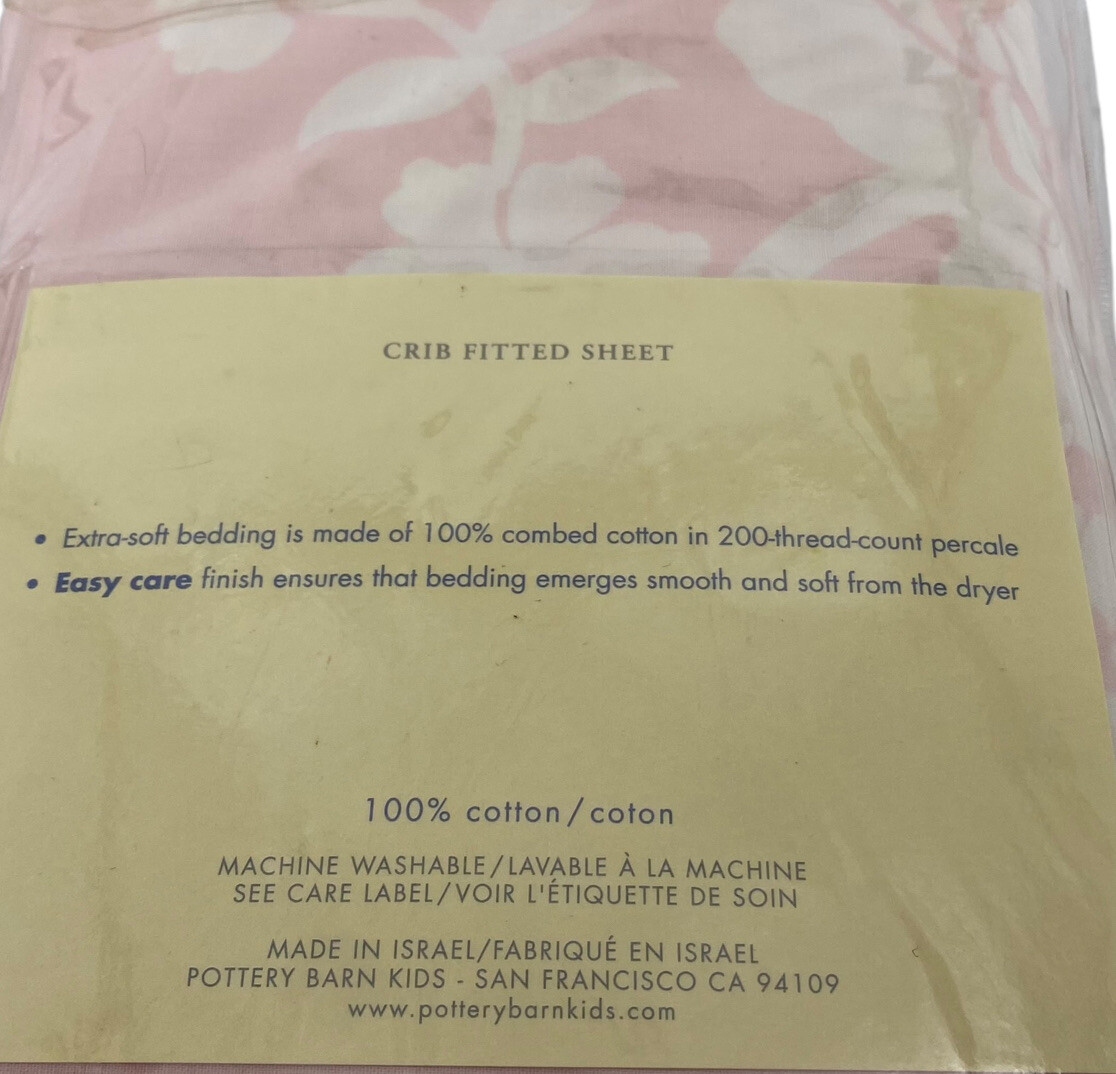 CRIB FITTED SHEET
• Extra-soft bedding is made of 100% combed cotton in 200-thread-count percale
• Easy care finish ensures that bedding emerges smooth and soft from the dryer
100% cotton/coton
MACHINE WASHABLE/LAVABLE À LA MACHINE
SEE CARE LABEL/VOIR L'ÉTIQUETTE DE SOIN
MADE IN ISRAEL/FABRIQUÉ EN ISRAEL
POTTERY BARN KIDS - SAN FRANCISCO CA 94109
www.potterybarnkids.com